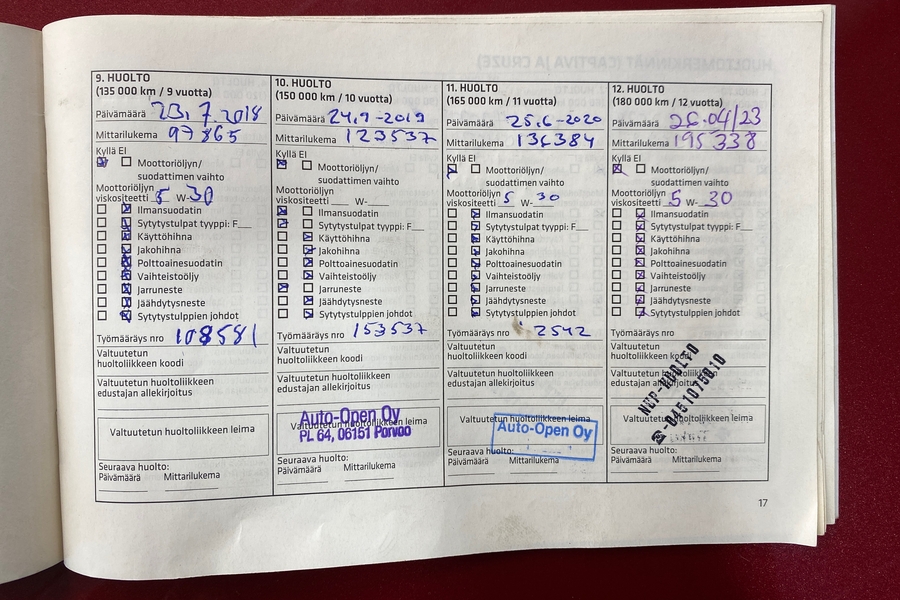 9. HUOLTO
(135 000 km / 9 vuotta)
Päivämäärä 23.7.2018
Mittarilukema 97865
Kyllä EI
Moottoriöljyn/
suodattimen vaihto
Moottoriöljyn
viskositeetti 5 W-30
Ilmansuodatin
Sytytystulpat tyyppi: F
Käyttöhihna
Jakohihna
Polttoainesuodatin
Vaihteistoöljy
Jarruneste
Jäähdytysneste
Sytytystulppien johdot
Työmääräys nro 108581
Valtuutetun
huoltoliikkeen koodi
Valtuutetun huoltoliikkeen
edustajan allekirjoitus
Valtuutetun huoltoliikkeen leima
Seuraava huolto:
Päivämäärä Mittarilukema
10. HUOLTO
(150 000 km / 10 vuotta)
Päivämäärä 24.9-2019
Mittarilukema 123537
Kyllä EI
Moottoriöljyn/
suodattimen vaihto
Moottoriöljyn
viskositeetti W-
Ilmansuodatin
Sytytystulpat tyyppi: F
Käyttöhihna
Jakohihna
Polttoainesuodatin
Vaihteistoöljy
Jarruneste
Jäähdytysneste
Sytytystulppien johdot
Työmääräys nro 153537
Valtuutetun
huoltoliikkeen koodi
Valtuutetun huoltoliikkeen
edustajan allekirjoitus
Auto-Open Oy
Valtuutetun huoltoliikkeen leima
PL 64, 06151 Porvoo
Seuraava huolto:
Päivämäärä Mittarilukema
11. HUOLTO
(165 000 km / 11 vuotta)
Päivämäärä 25.6-2020
Mittarilukema 136384
Kyllä EI
Moottoriöljyn/
suodattimen vaihto
Moottoriöljyn
viskositeetti 5 W-30
Ilmansuodatin
Sytytystulpat tyyppi: F
Käyttöhihna
Jakohihna
Polttoainesuodatin
Vaihteistoöljy
Jarruneste
Jäähdytysneste
Sytytystulppien johdot
Työmääräys nro 2542
Valtuutetun
huoltoliikkeen koodi
Valtuutetun huoltoliikkeen
edustajan allekirjoitus
Valtuutetun huoltoliikkeen leima
Auto-Open Oy
Seuraava huolto:
Päivämäärä Mittarilukema
12. HUOLTO
(180 000 km / 12 vuotta)
Päivämäärä 26.04/23
Mittarilukema 195338
Kyllä EI
Moottoriöljyn/
suodattimen vaihto
Moottoriöljyn
viskositeetti 5 W-30
Ilmansuodatin
Sytytystulpat tyyppi: F
Käyttöhihna
Jakohihna
Polttoainesuodatin
Vaihteistoöljy
Jarruneste
Jäähdytysneste
Sytytystulppien johdot
Työmääräys nro
Valtuutetun
huoltoliikkeen koodi
Valtuutetun huoltoliikkeen
edustajan allekirjoitus
Valtuutetun huoltoliikkeen leima
Seuraava huolto:
Päivämäärä Mittarilukema
17